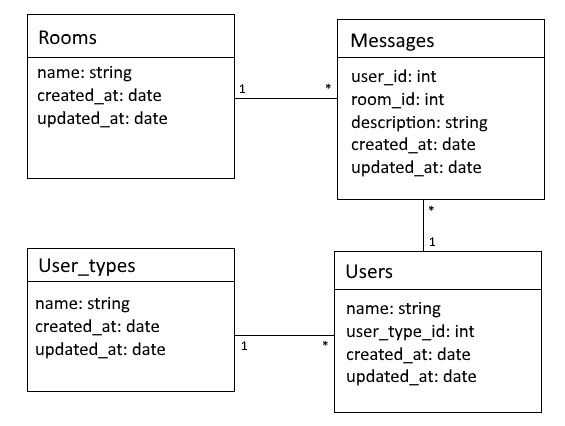 Rooms
name: string
created_at: date
updated_at: date
1
*
Messages
user_id: int
room_id: int
description: string
created_at: date
updated_at: date
*
1
User_types
name: string
created_at: date
updated_at: date
1
*
Users
name: string
user_type_id: int
created_at: date
updated_at: date